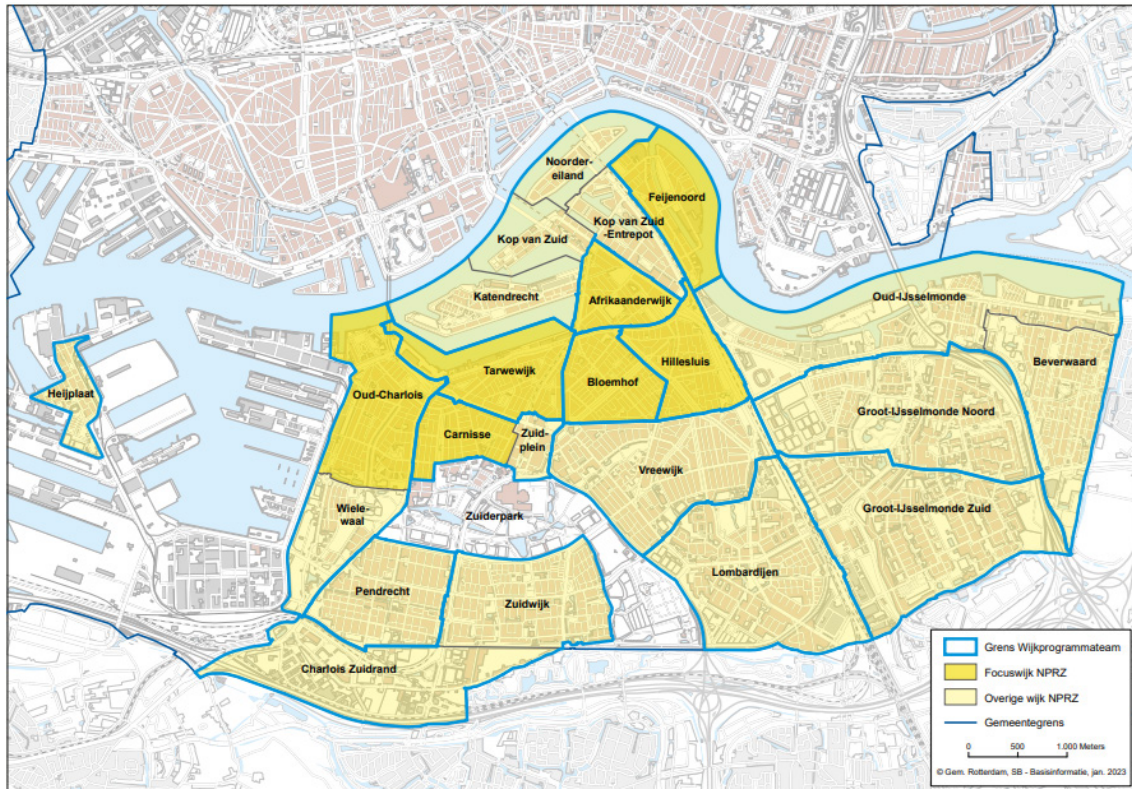 Noorder-
eiland
Feijenoord
Kop van Zuid
-Entrepot
Kop van Zuid
Katendrecht
Afrikaanderwijk
Oud-IJsselmonde
Beverwaard
Heijplaat
Oud-Charlois
Tarwewijk
Bloemhof
Hillesluis
Groot-IJsselmonde Noord
Carnisse
Zuid-
plein
Vreewijk
Wiele-
waal
Zuiderpark
Groot-IJsselmonde Zuid
Pendrecht
Zuidwijk
Lombardijen
Charlois Zuidrand
Grens Wijkprogrammateam
Focuswijk NPRZ
Overige wijk NPRZ
Gemeentegrens
0 500 1.000 Meters
© Gem. Rotterdam, SB - Basisinformatie, jan. 2023